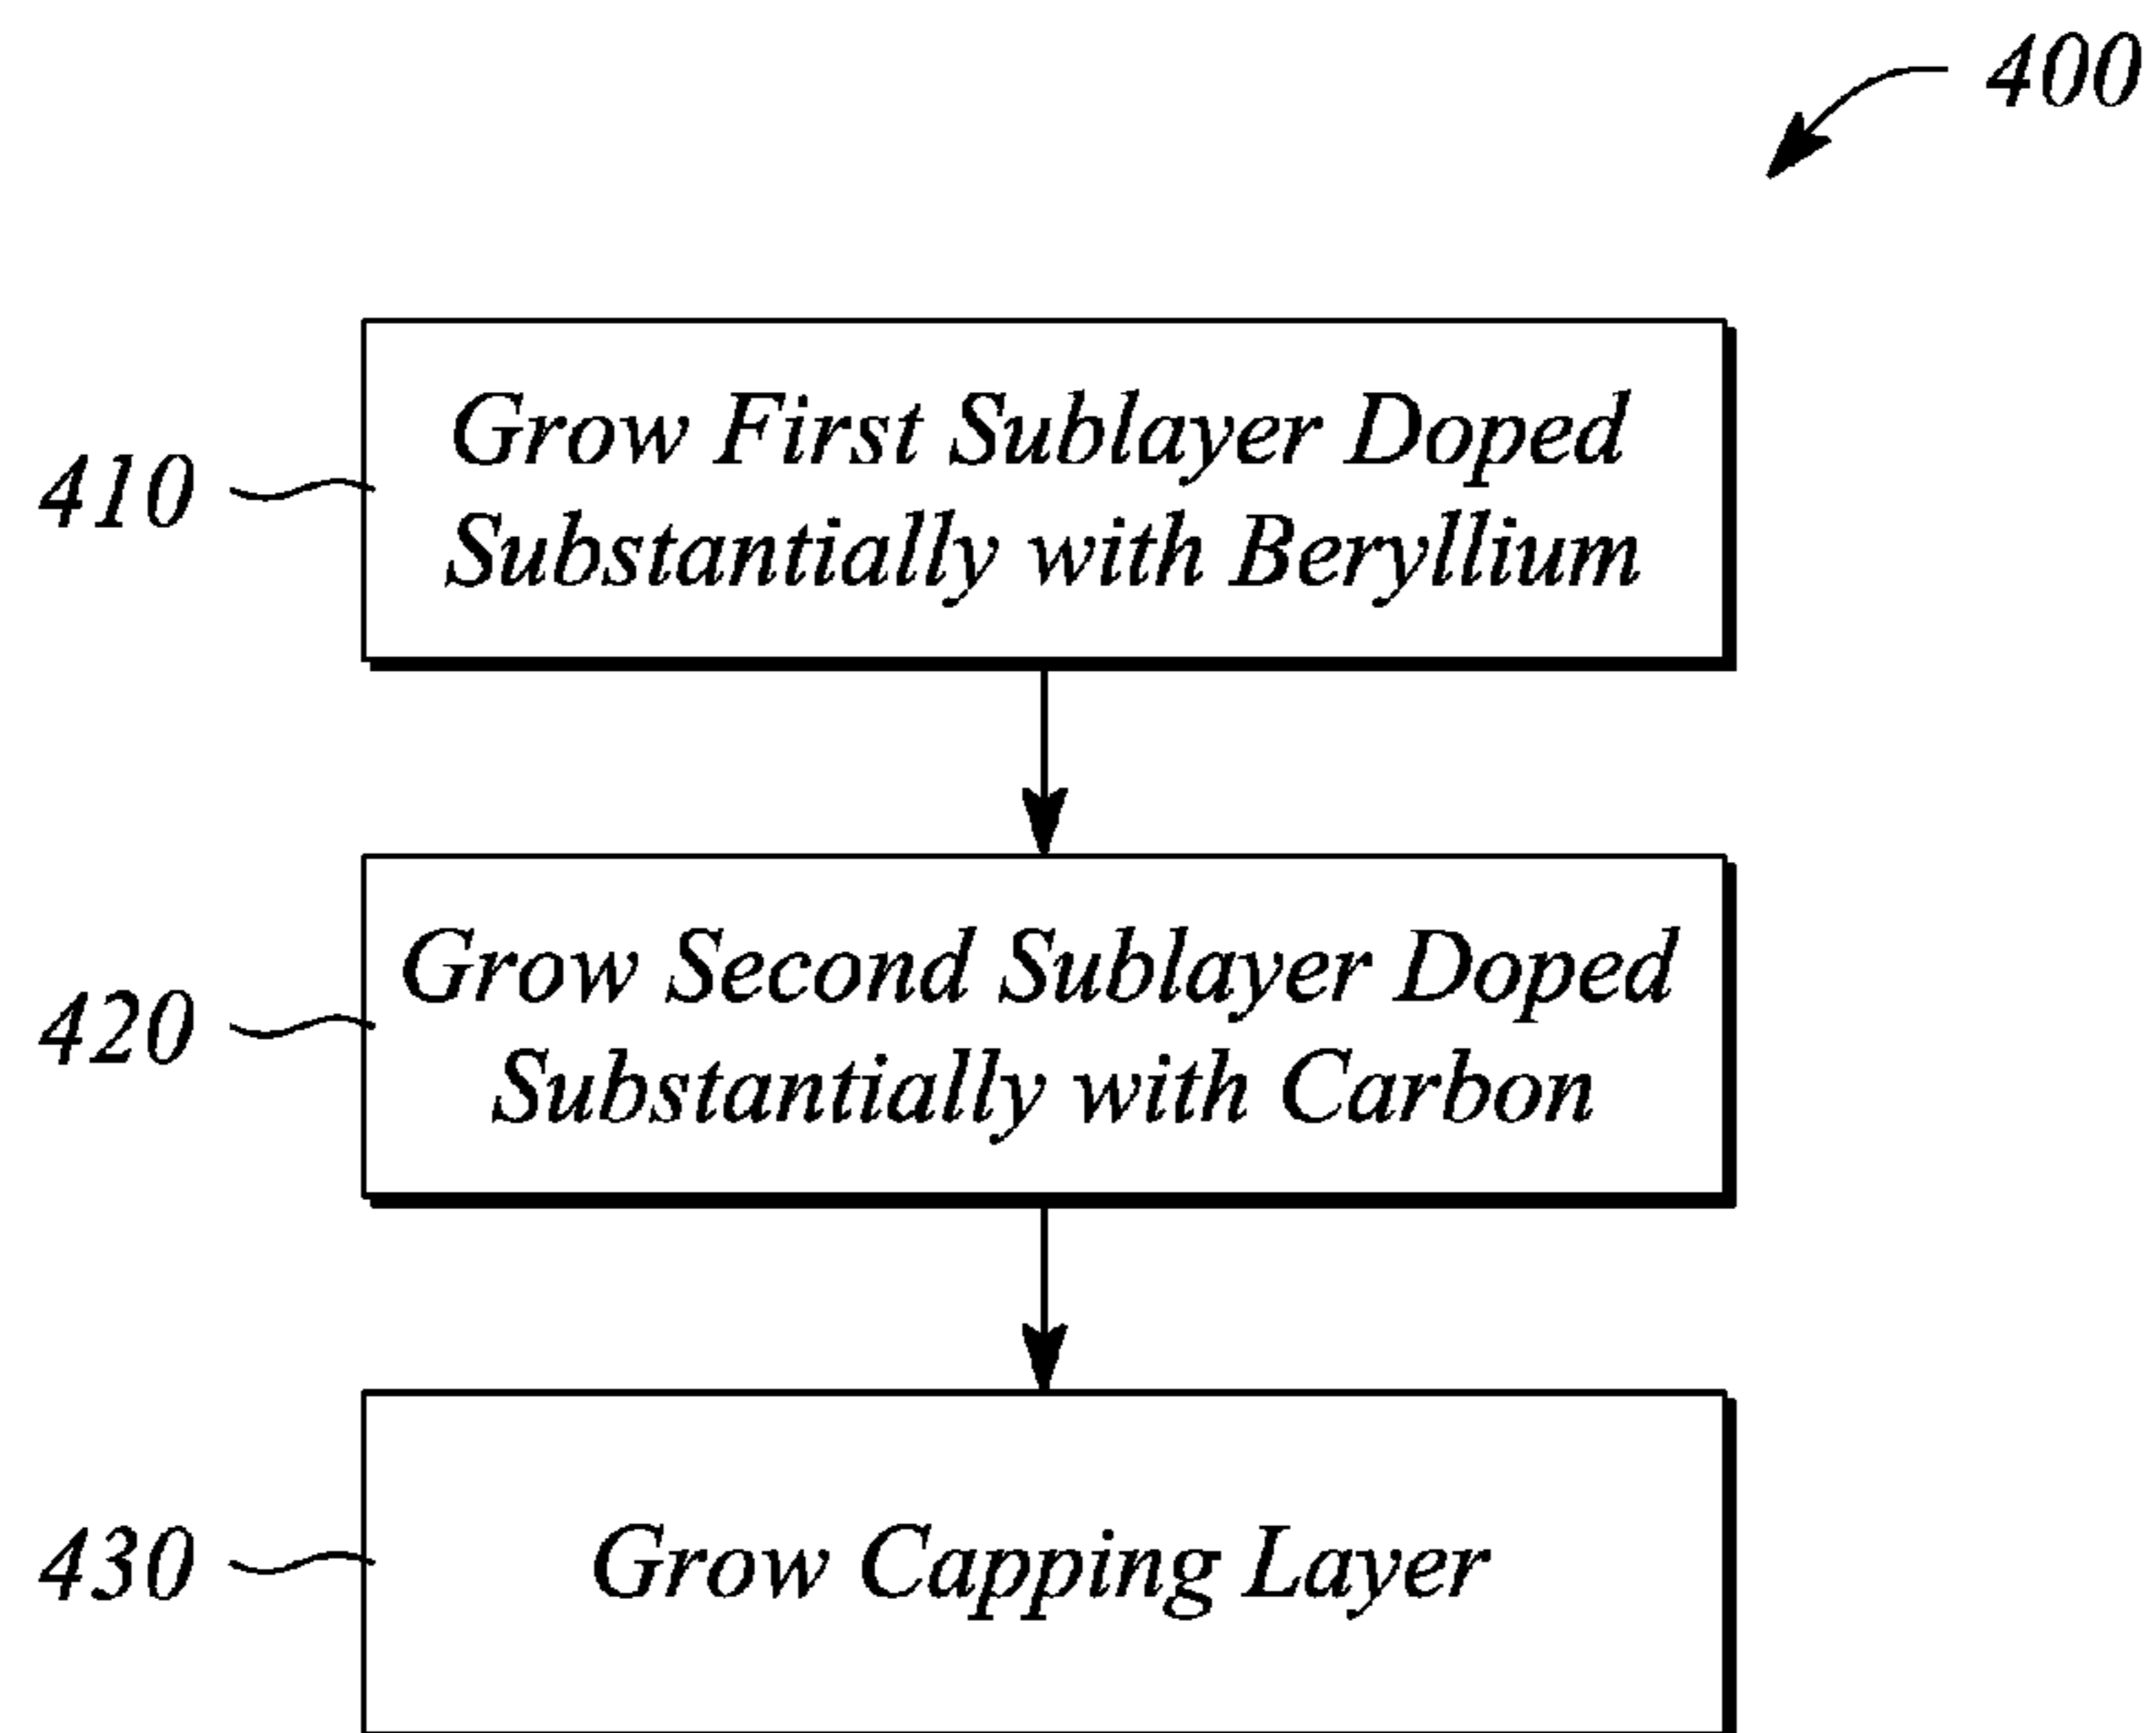 400
410
Grow First Sublayer Doped
Substantially with Beryllium
420
Grow Second Sublayer Doped
Substantially with Carbon
430
Grow Capping Layer